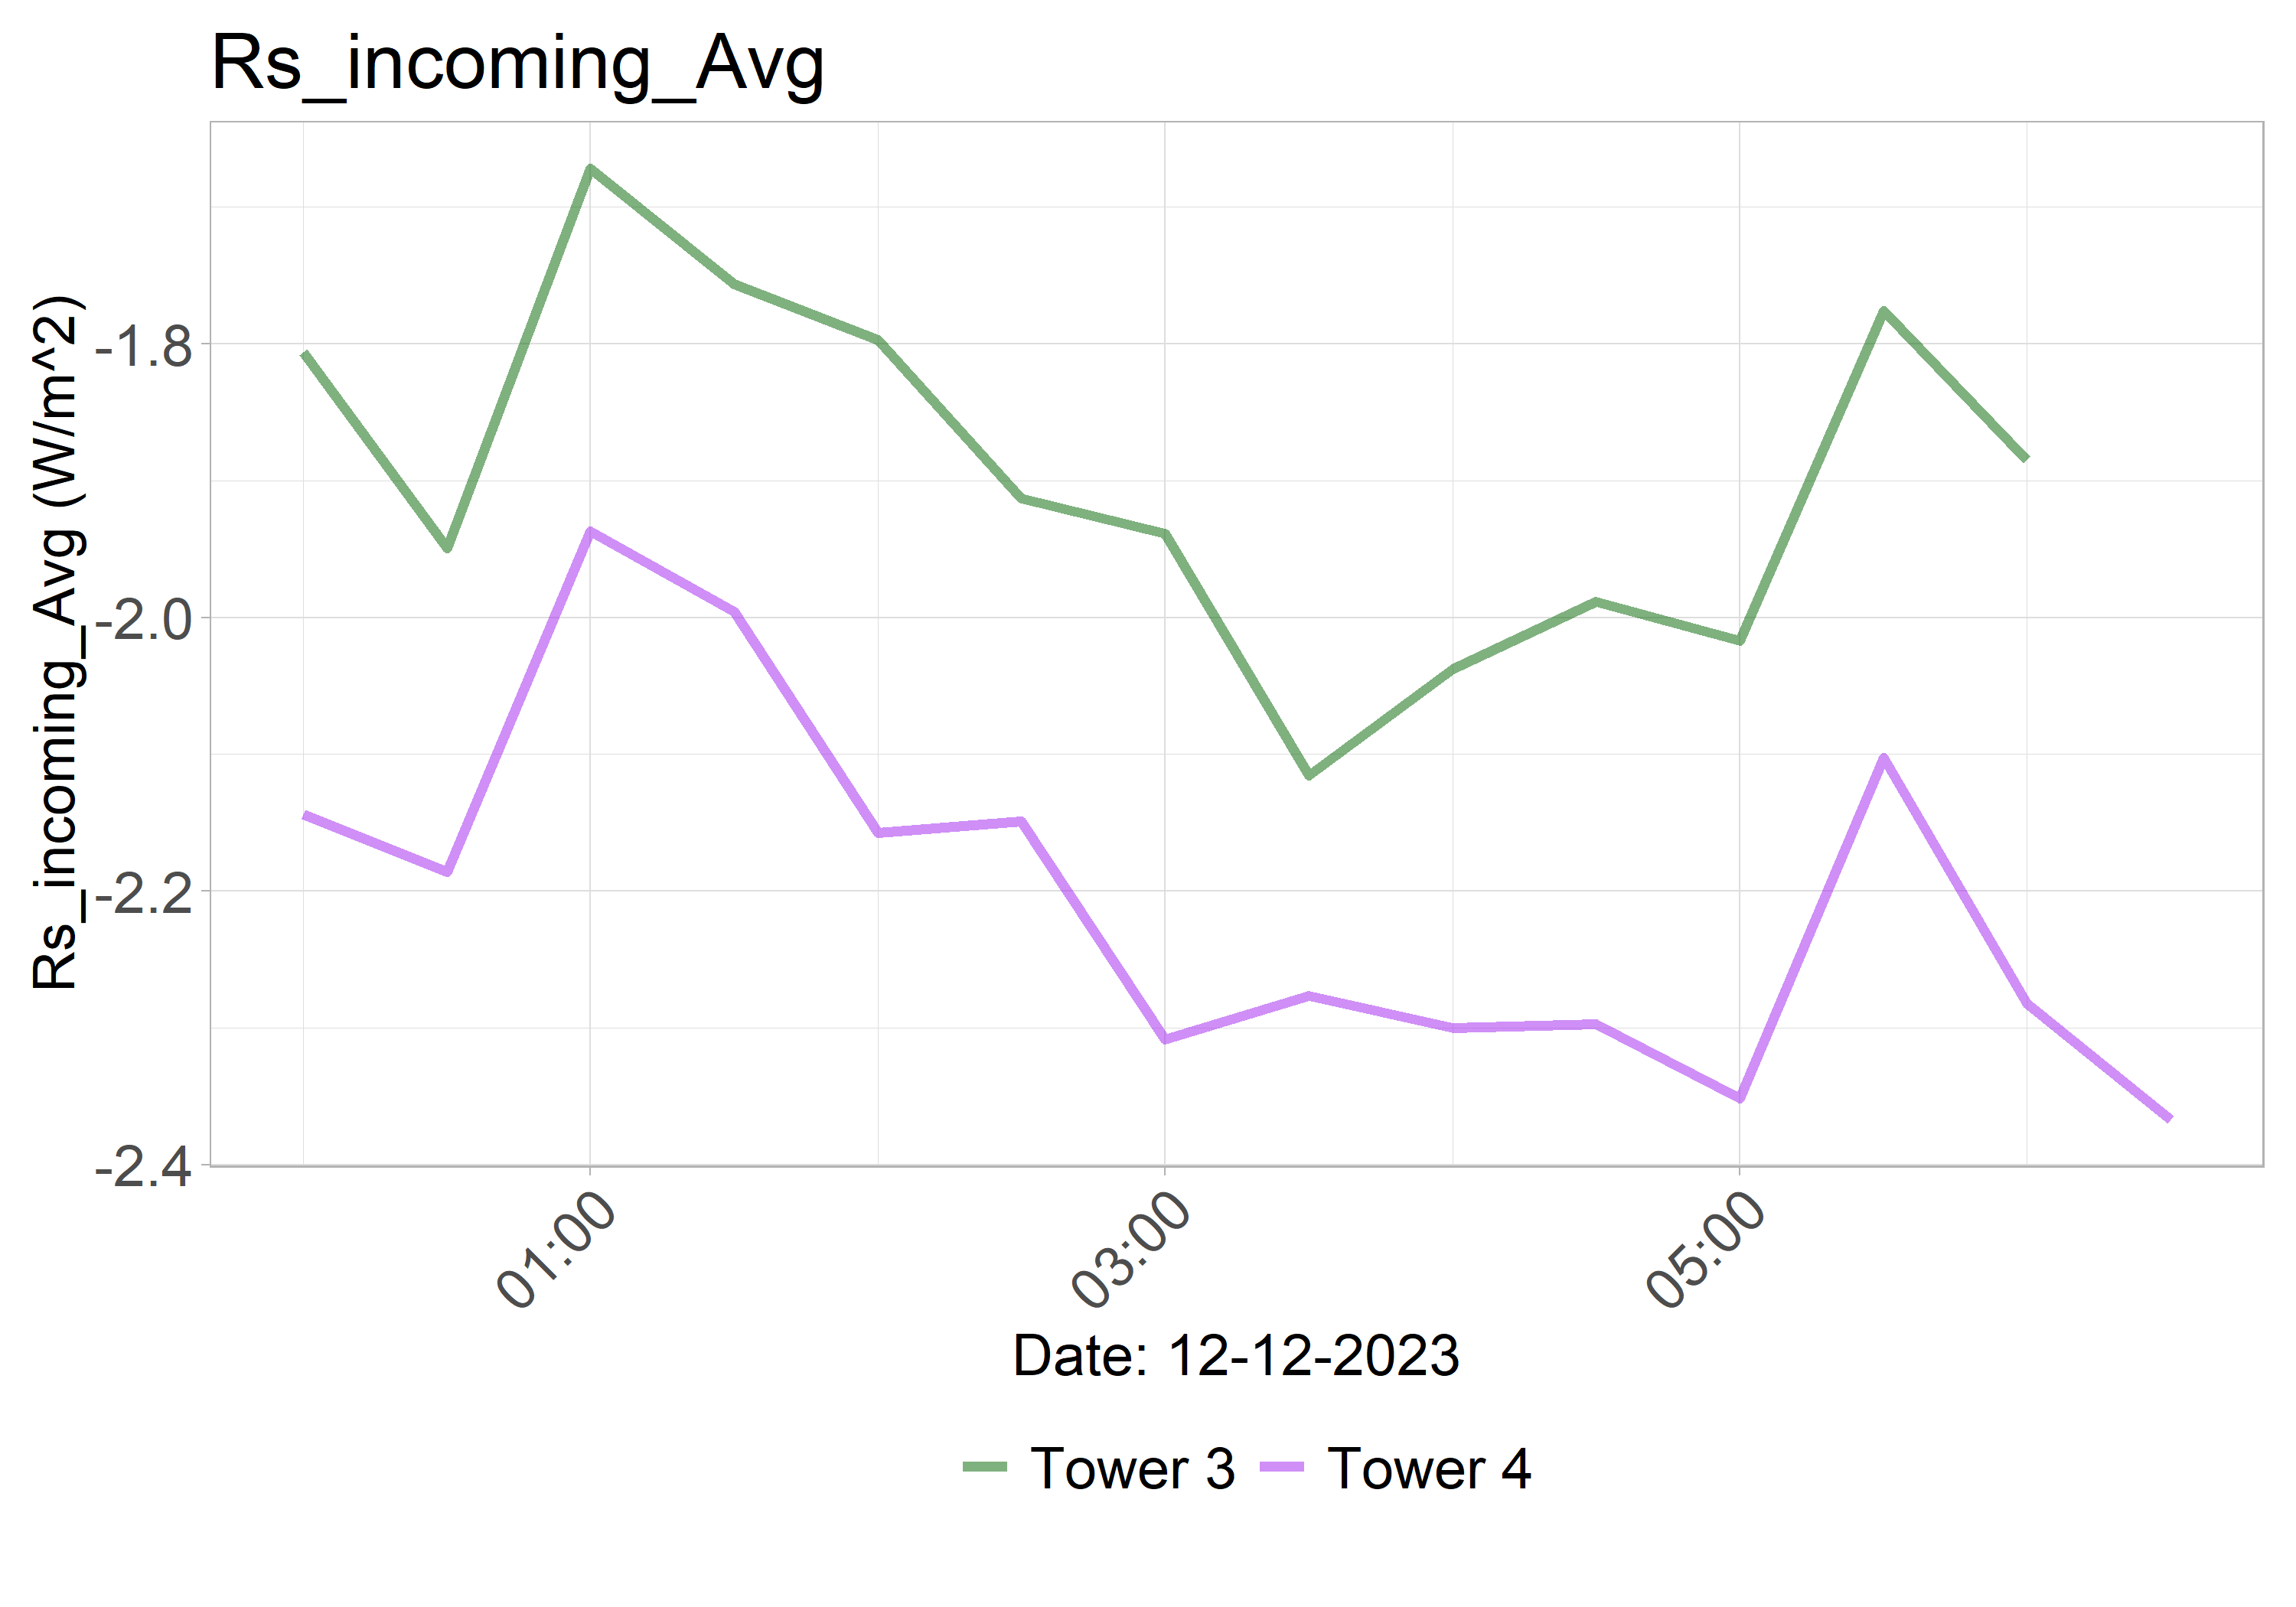 Rs_incoming_Avg
Rs_incoming_Avg (W/m^2)
-1.8
-2.0
-2.2
-2.4
01:00
03:00
05:00
Date: 12-12-2023
Tower 3
Tower 4